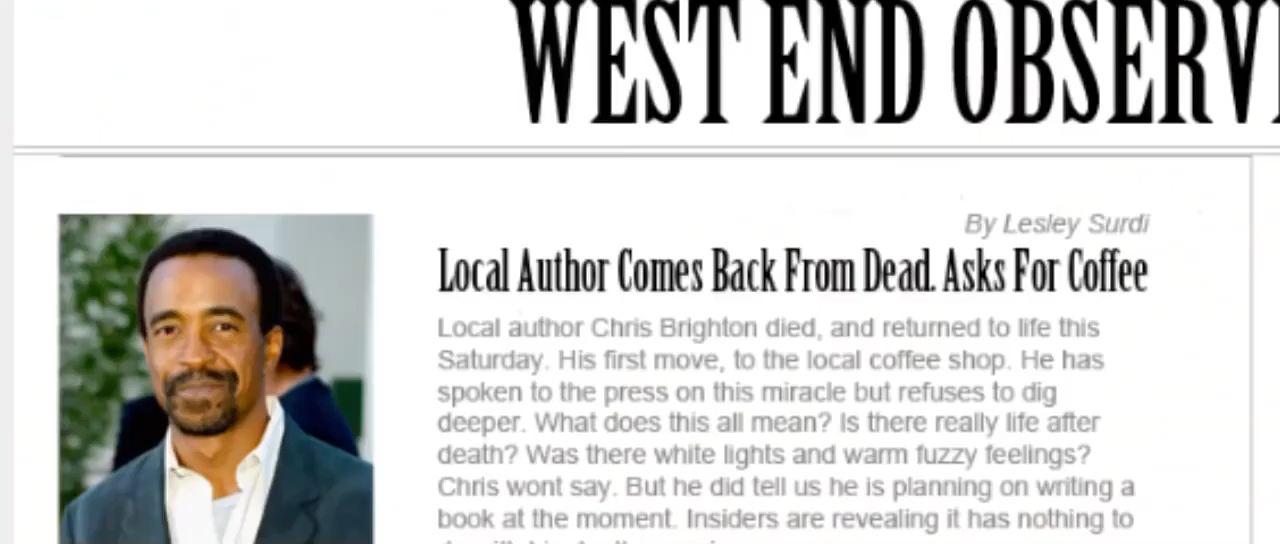 WEST END OBSERV
By Lesley Surdi
Local Author Comes Back From Dead. Asks For Coffee
Local author Chris Brighton died, and returned to life this
Saturday. His first move, to the local coffee shop. He has
spoken to the press on this miracle but refuses to dig
deeper. What does this all mean? Is there really life after
death? Was there white lights and warm fuzzy feelings?
Chris wont say. But he did tell us he is planning on writing a
book at the moment. Insiders are revealing it has nothing to